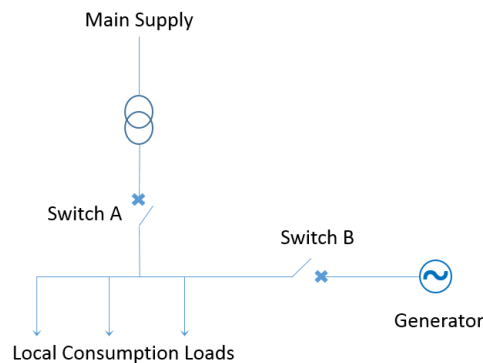 Main Supply
Switch A
Switch B
Generator
Local Consumption Loads